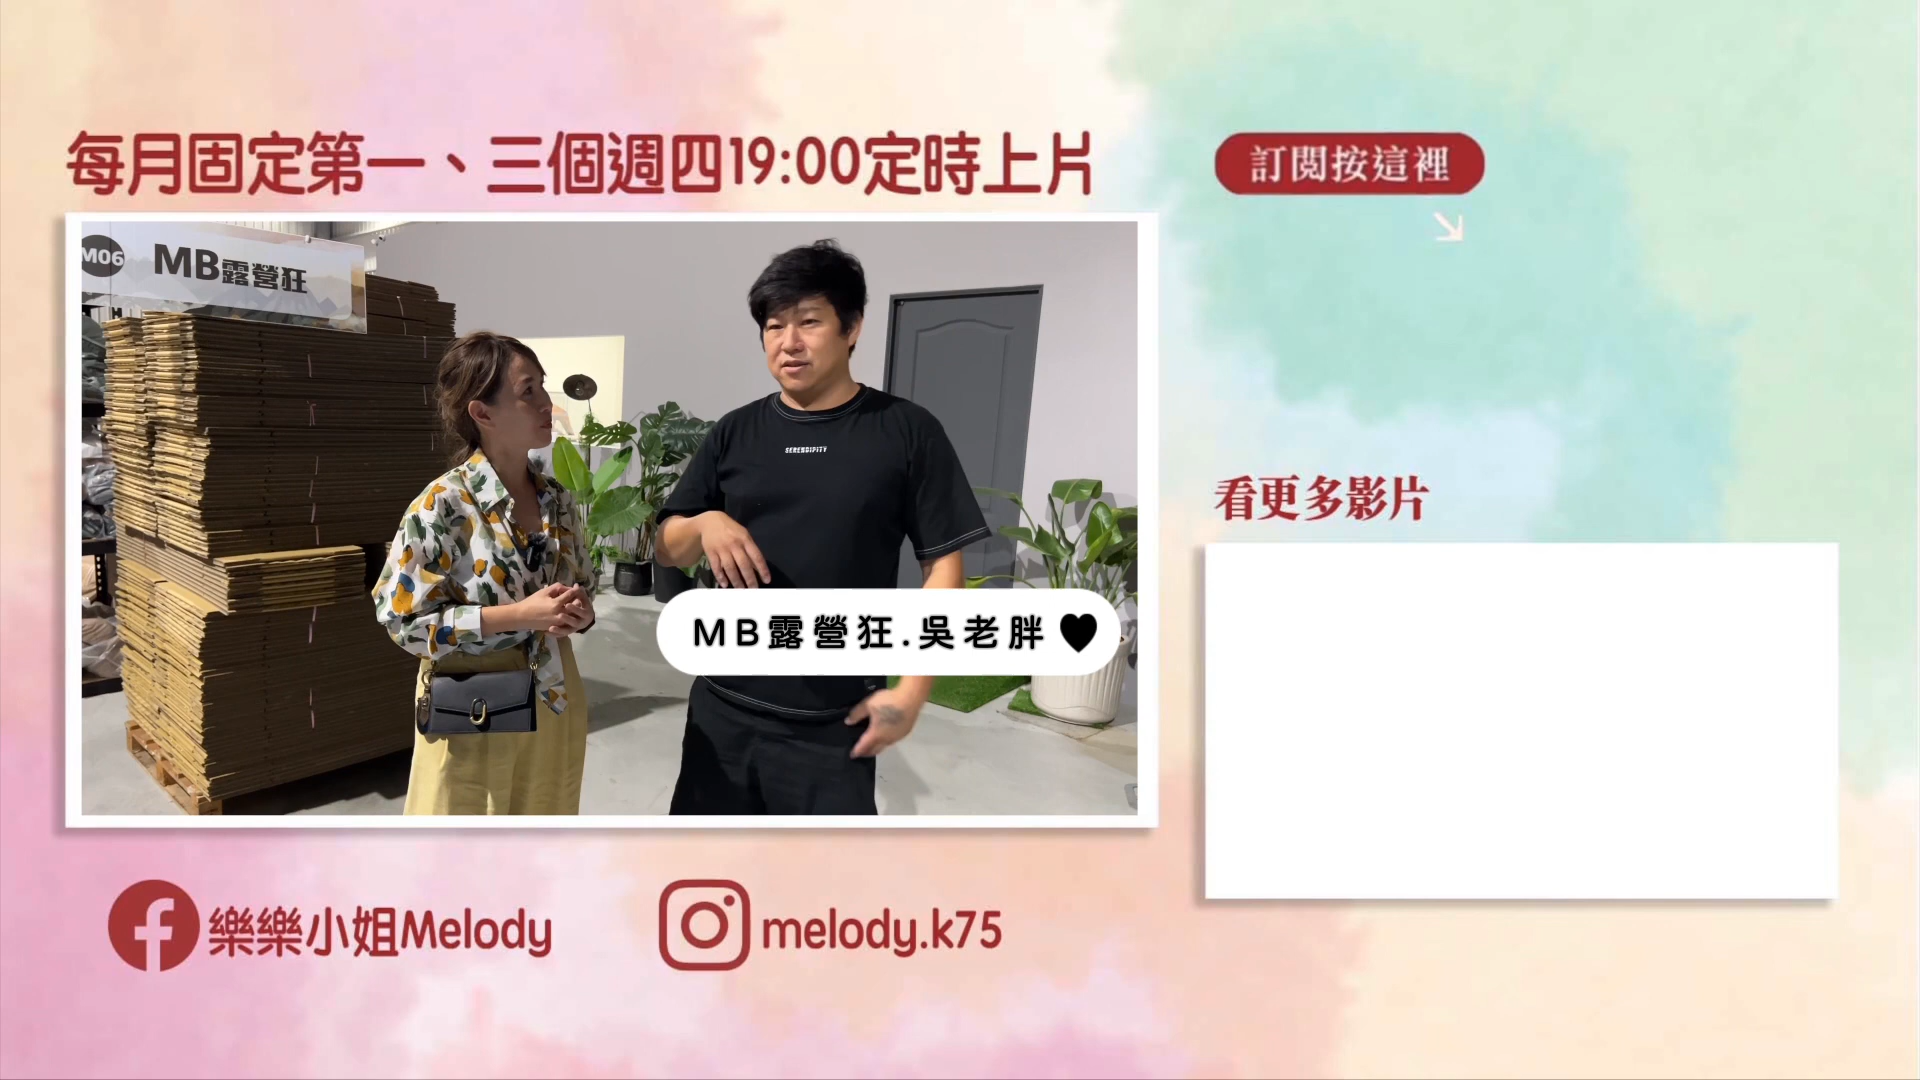 每月固定第一、三個週四19:00定時上片
訂閱按這裡
M06
MB露營狂
SERENDIPITY
MB露營狂.吳老胖
看更多影片
樂樂小姐Melody
melody.k75